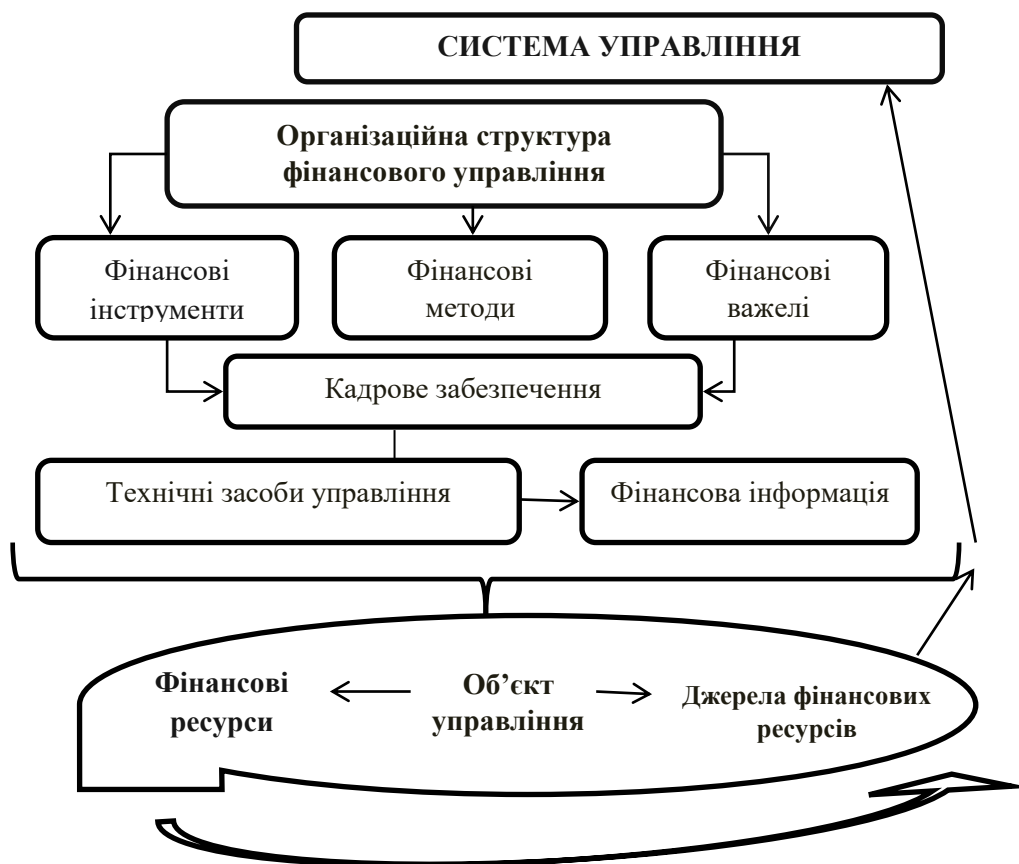 СИСТЕМА УПРАВЛІННЯ
Організаційна структура
фінансового управління
Фінансові
інструменти
Фінансові
методи
Фінансові
важелі
Кадрове забезпечення
Технічні засоби управління
Фінансова інформація
Фінансові
ресурси
Об’єкт
управління
Джерела фінансових
ресурсів